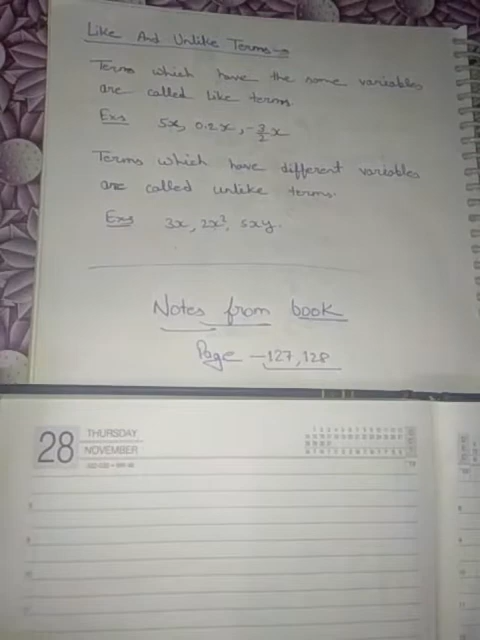 Like And Unlike Terms →
Terms which have the same variables
are called like terms.
Exs 5x, 0.2x, -3/2x
Terms which have different variables
are called unlike terms.
Exs 3x, 2x², 5xy.
Notes from book
Page - 127, 128
28 THURSDAY
NOVEMBER